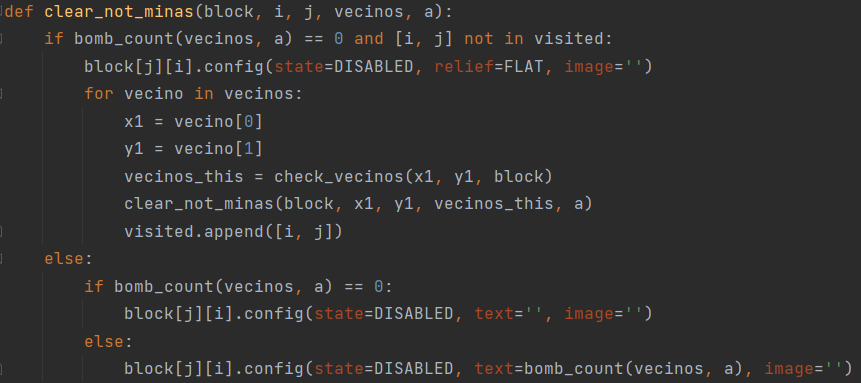 def clear_not_minas(block, i, j, vecinos, a):
    if bomb_count(vecinos, a) == 0 and [i, j] not in visited:
        block[j][i].config(state=DISABLED, relief=FLAT, image='')
        for vecino in vecinos:
            x1 = vecino[0]
            y1 = vecino[1]
            vecinos_this = check_vecinos(x1, y1, block)
            clear_not_minas(block, x1, y1, vecinos_this, a)
            visited.append([i, j])
    else:
        if bomb_count(vecinos, a) == 0:
            block[j][i].config(state=DISABLED, text='', image='')
        else:
            block[j][i].config(state=DISABLED, text=bomb_count(vecinos, a), image='')